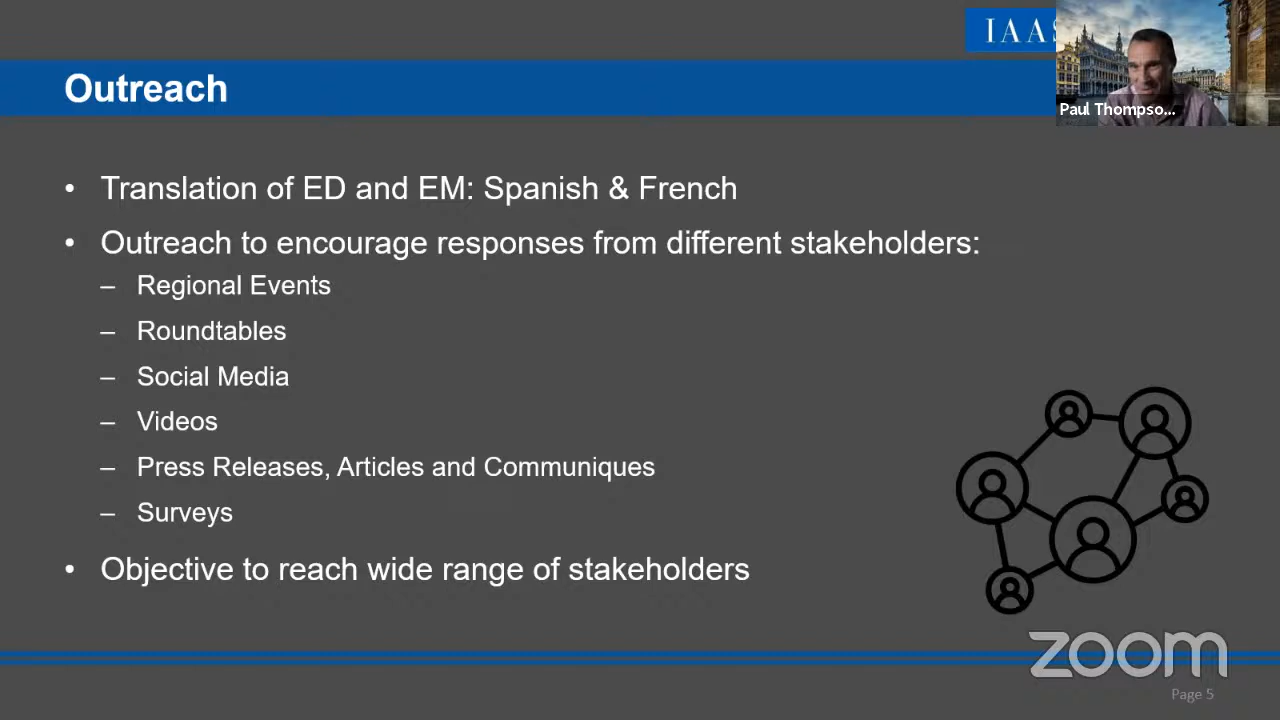 IAAS
Outreach
Paul Thompso...
• Translation of ED and EM: Spanish & French
• Outreach to encourage responses from different stakeholders:
– Regional Events
– Roundtables
– Social Media
– Videos
– Press Releases, Articles and Communiques
– Surveys
• Objective to reach wide range of stakeholders
zoom
Page 5